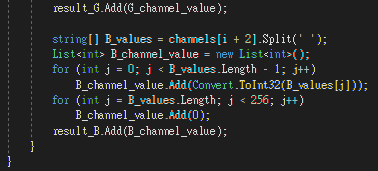 result_G.Add(G_channel_value);
string[] B_values = channels[i + 2].Split(' ');
List<int> B_channel_value = new List<int>();
for (int j = 0; j < B_values.Length - 1; j++)
B_channel_value.Add(Convert.ToInt32(B_values[j]));
for (int j = B_values.Length; j < 256; j++)
B_channel_value.Add(0);
result_B.Add(B_channel_value);
}
}